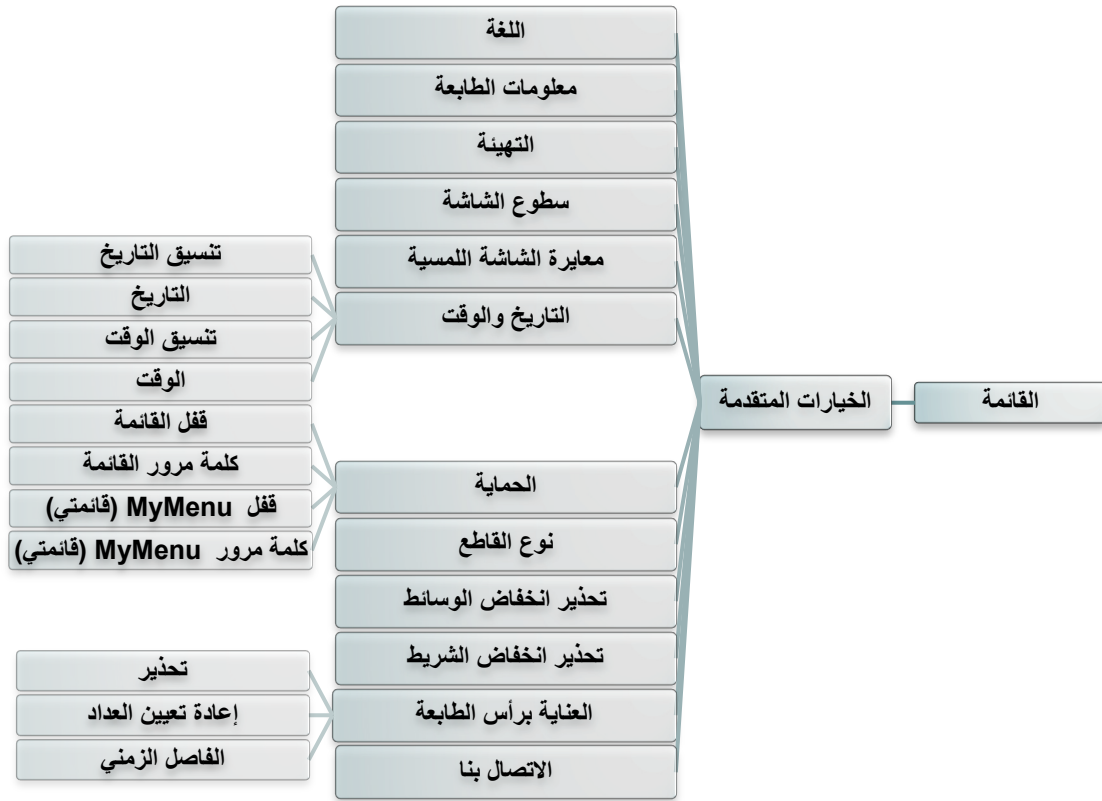 القائمة
الخيارات المتقدمة
اللغة
معلومات الطابعة
التهيئة
سطوع الشاشة
معايرة الشاشة اللمسية
التاريخ والوقت
تنسيق التاريخ
التاريخ
تنسيق الوقت
الوقت
الحماية
قفل القائمة
كلمة مرور القائمة
قفل MyMenu (قائمتي)
كلمة مرور MyMenu (قائمتي)
نوع القاطع
تحذير انخفاض الوسائط
تحذير انخفاض الشريط
العناية برأس الطابعة
تحذير
إعادة تعيين العداد
الفاصل الزمني
الاتصال بنا